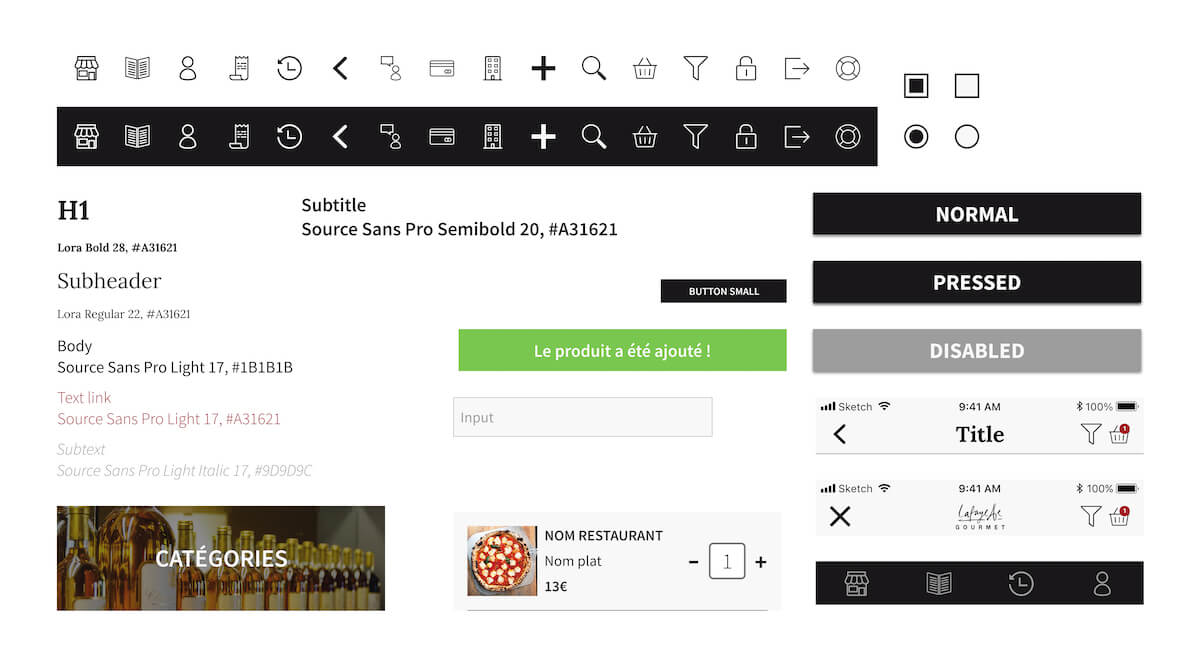 H1
Lora Bold 28, #A31621
Subheader
Lora Regular 22, #A31621
Body
Source Sans Pro Light 17, #1B1B1B
Text link
Source Sans Pro Light 17, #A31621
Subtext
Source Sans Pro Light Italic 17, #9D9D9C
CATÉGORIES
Subtitle
Source Sans Pro Semibold 20, #A31621
BUTTON SMALL
Le produit a été ajouté !
Input
NOM RESTAURANT
Nom plat
13€
- 1 +
NORMAL
PRESSED
DISABLED
Sketch 9:41 AM 100%
Title 1
Sketch 9:41 AM 100%
Lafayette 1
GOURMET